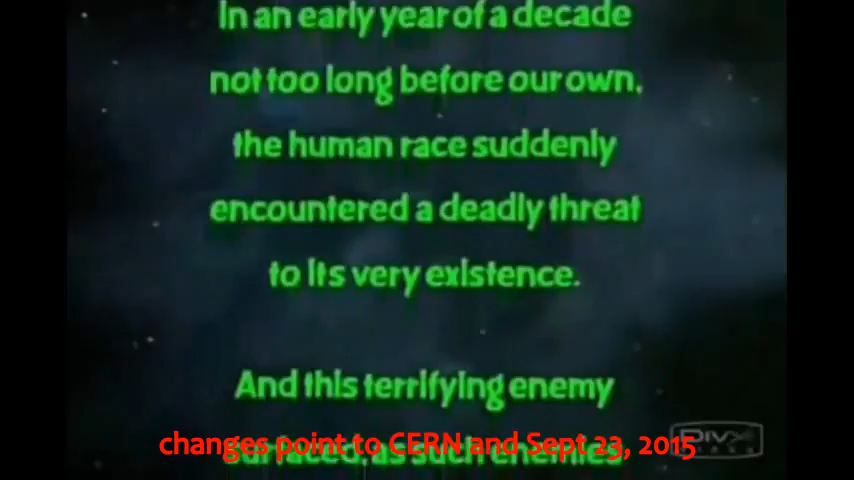 In an early year of a decade
not too long before our own,
the human race suddenly
encountered a deadly threat
to its very existence.
And this terrifying enemy
surfaced, as such enemies
changes point to CERN and Sept 23, 2015
DIVX